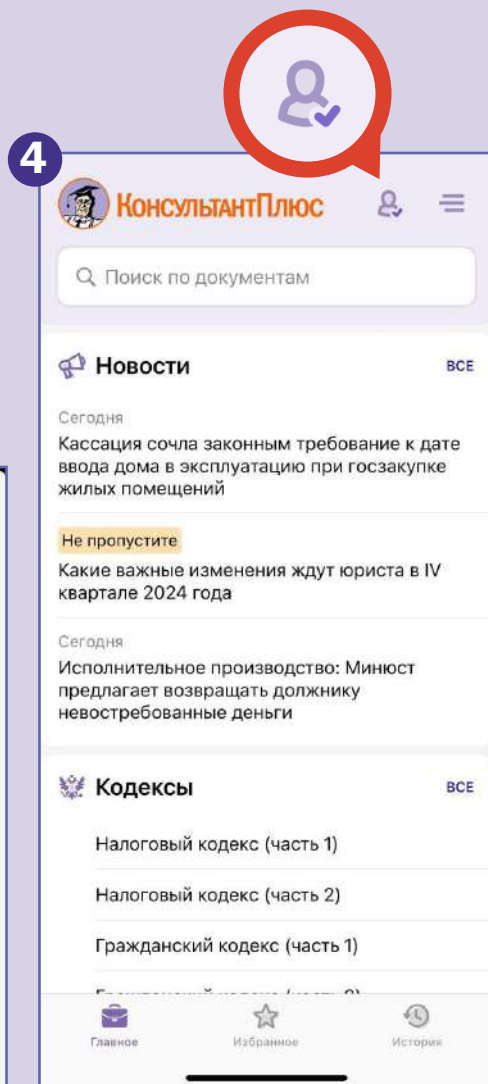 4
КонсультантПлюс
Поиск по документам
Новости
ВСЕ
Сегодня
Кассация сочла законным требование к дате
ввода дома в эксплуатацию при госзакупке
жилых помещений
Не пропустите
Какие важные изменения ждут юриста в IV
квартале 2024 года
Сегодня
Исполнительное производство: Минюст
предлагает возвращать должнику
невостребованные деньги
Кодексы
ВСЕ
Налоговый кодекс (часть 1)
Налоговый кодекс (часть 2)
Гражданский кодекс (часть 1)
Главное
Избранное
История